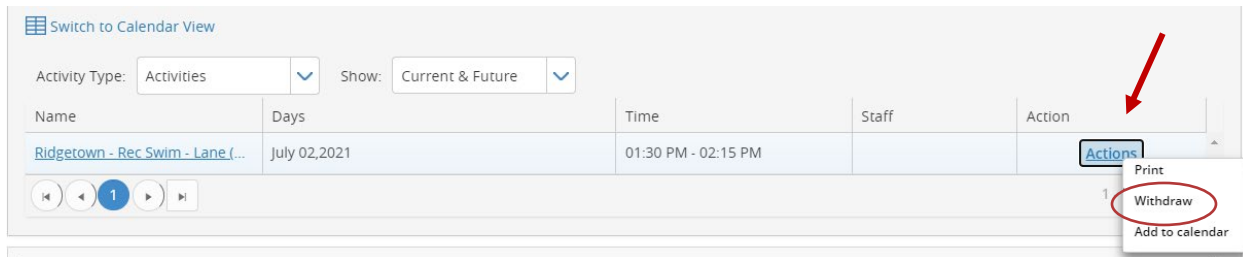 Switch to Calendar View
Activity Type: Activities Show: Current & Future
Name Days Time Staff Action
Ridgetown - Rec Swim - Lane (... July 02,2021 01:30 PM - 02:15 PM Actions
Print
1 1
Withdraw
Add to calendar